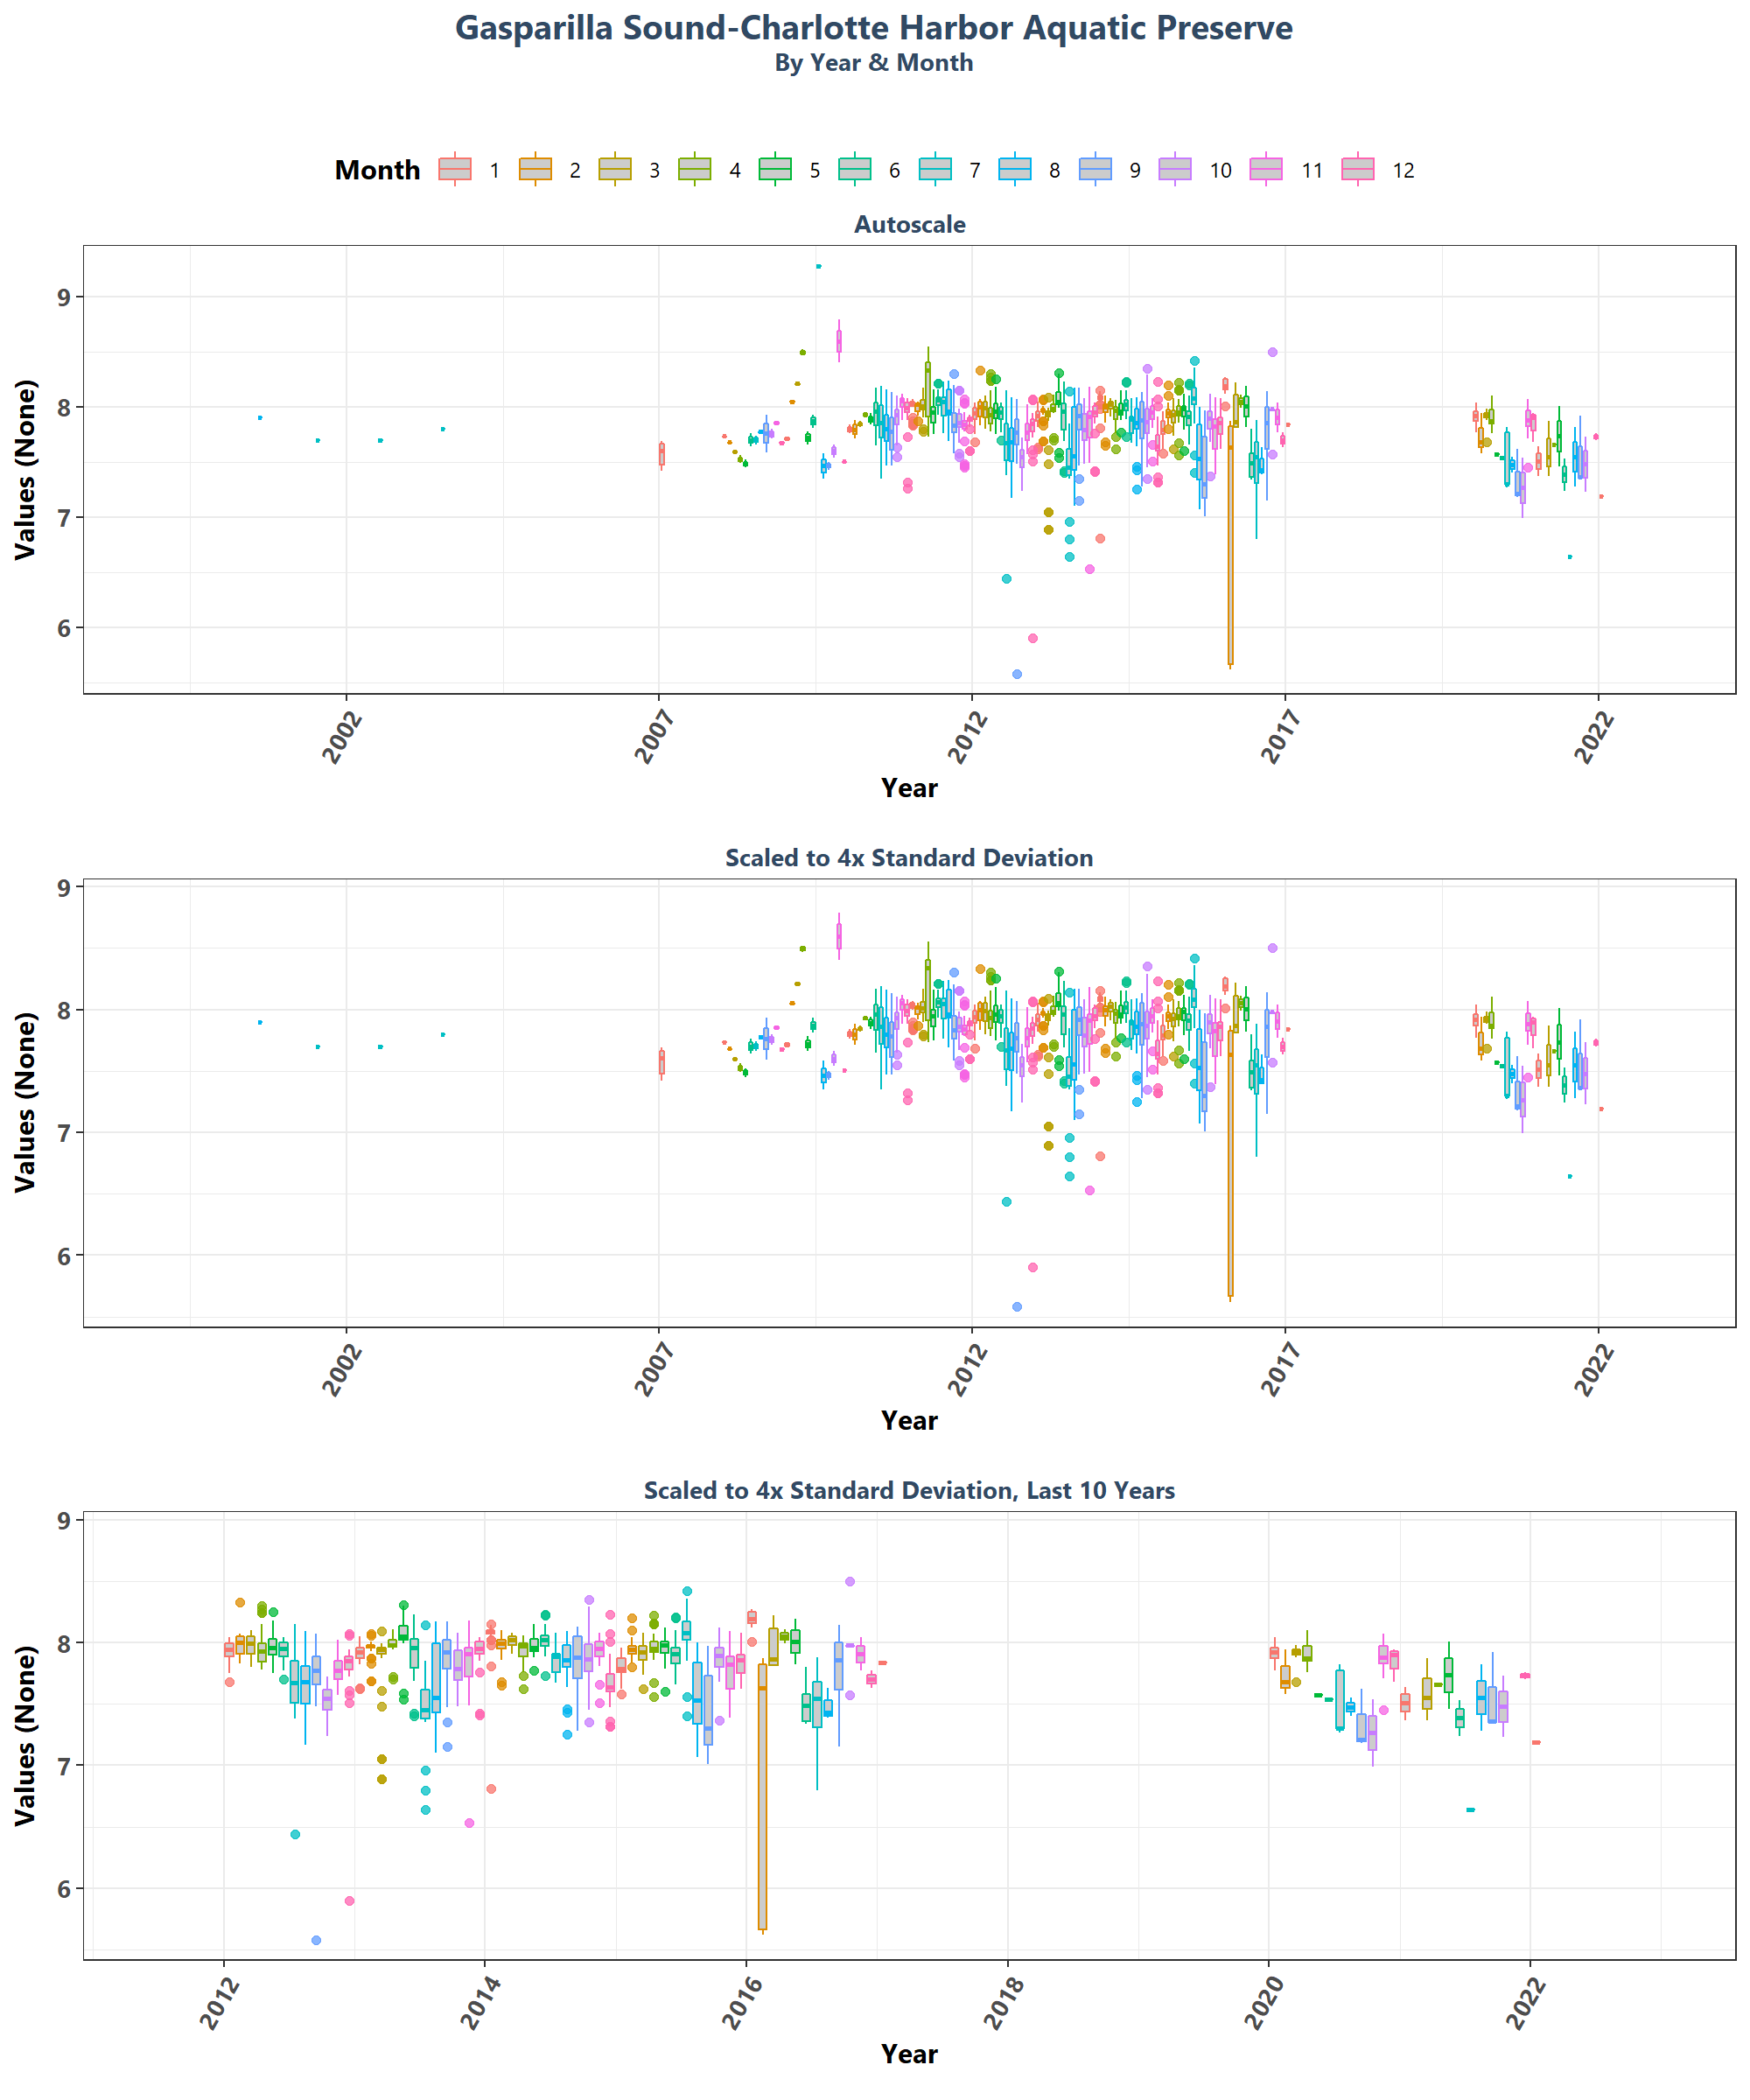 Gasparilla Sound-Charlotte Harbor Aquatic Preserve
By Year & Month
Month 1 2 3 4 5 6 7 8 9 10 11 12
Autoscale
Values (None)
9
8
7
6
2002 2007 2012 2017 2022
Year
Scaled to 4x Standard Deviation
Values (None)
9
8
7
6
2002 2007 2012 2017 2022
Year
Scaled to 4x Standard Deviation, Last 10 Years
Values (None)
9
8
7
6
2012 2014 2016 2018 2020 2022
Year